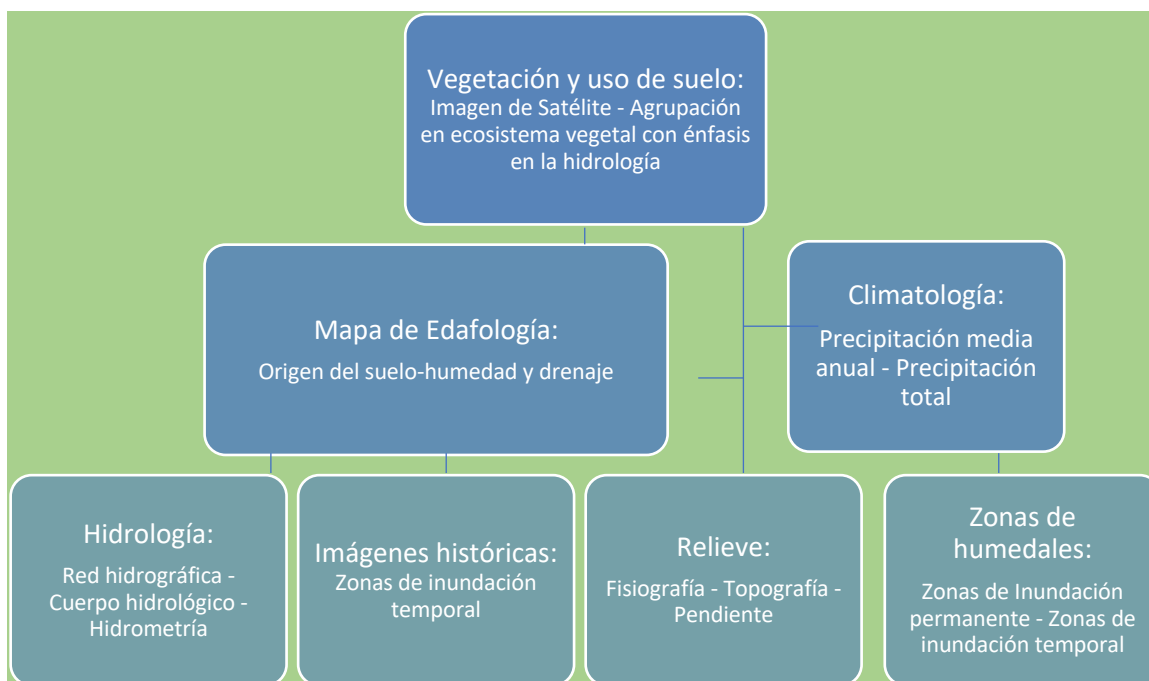 Vegetación y uso de suelo:
Imagen de Satélite - Agrupación
en ecosistema vegetal con énfasis
en la hidrología
Mapa de Edafología:
Origen del suelo-humedad y drenaje
Climatología:
Precipitación media
anual - Precipitación
total
Hidrología:
Red hidrográfica -
Cuerpo hidrológico -
Hidrometría
Imágenes históricas:
Zonas de inundación
temporal
Relieve:
Fisiografía - Topografía -
Pendiente
Zonas de
humedales:
Zonas de Inundación
permanente - Zonas de
inundación temporal